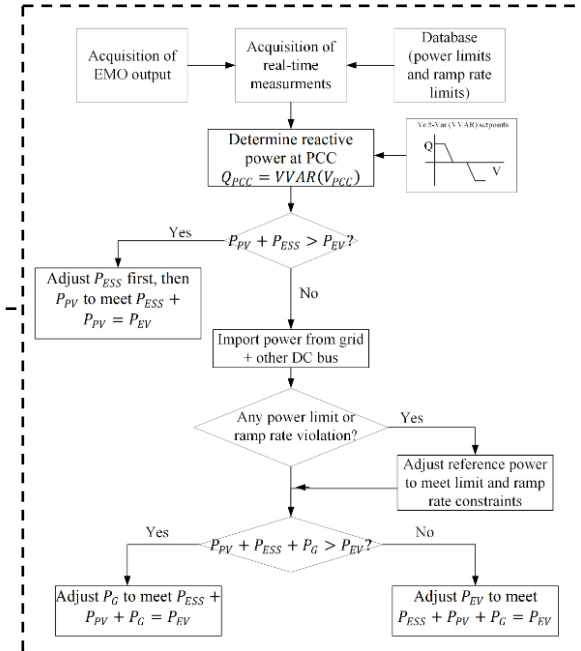 Acquisition of
EMO output
Acquisition of
real-time
measurments
Database
(power limits
and ramp rate
limits)
Determine reactive
power at PCC
Q_PCC = VVAR(V_PCC)
Volt-Var (VVAR) setpoints
Q
V
P_PV + P_ESS > P_EV?
Yes
Adjust P_ESS first, then
P_PV to meet P_ESS +
P_PV = P_EV
No
Import power from grid
+ other DC bus
Any power limit or
ramp rate violation?
Yes
Adjust reference power
to meet limit and ramp
rate constraints
P_PV + P_ESS + P_G > P_EV?
Yes
No
Adjust P_G to meet P_ESS +
P_PV + P_G = P_EV
Adjust P_EV to meet
P_ESS + P_PV + P_G = P_EV